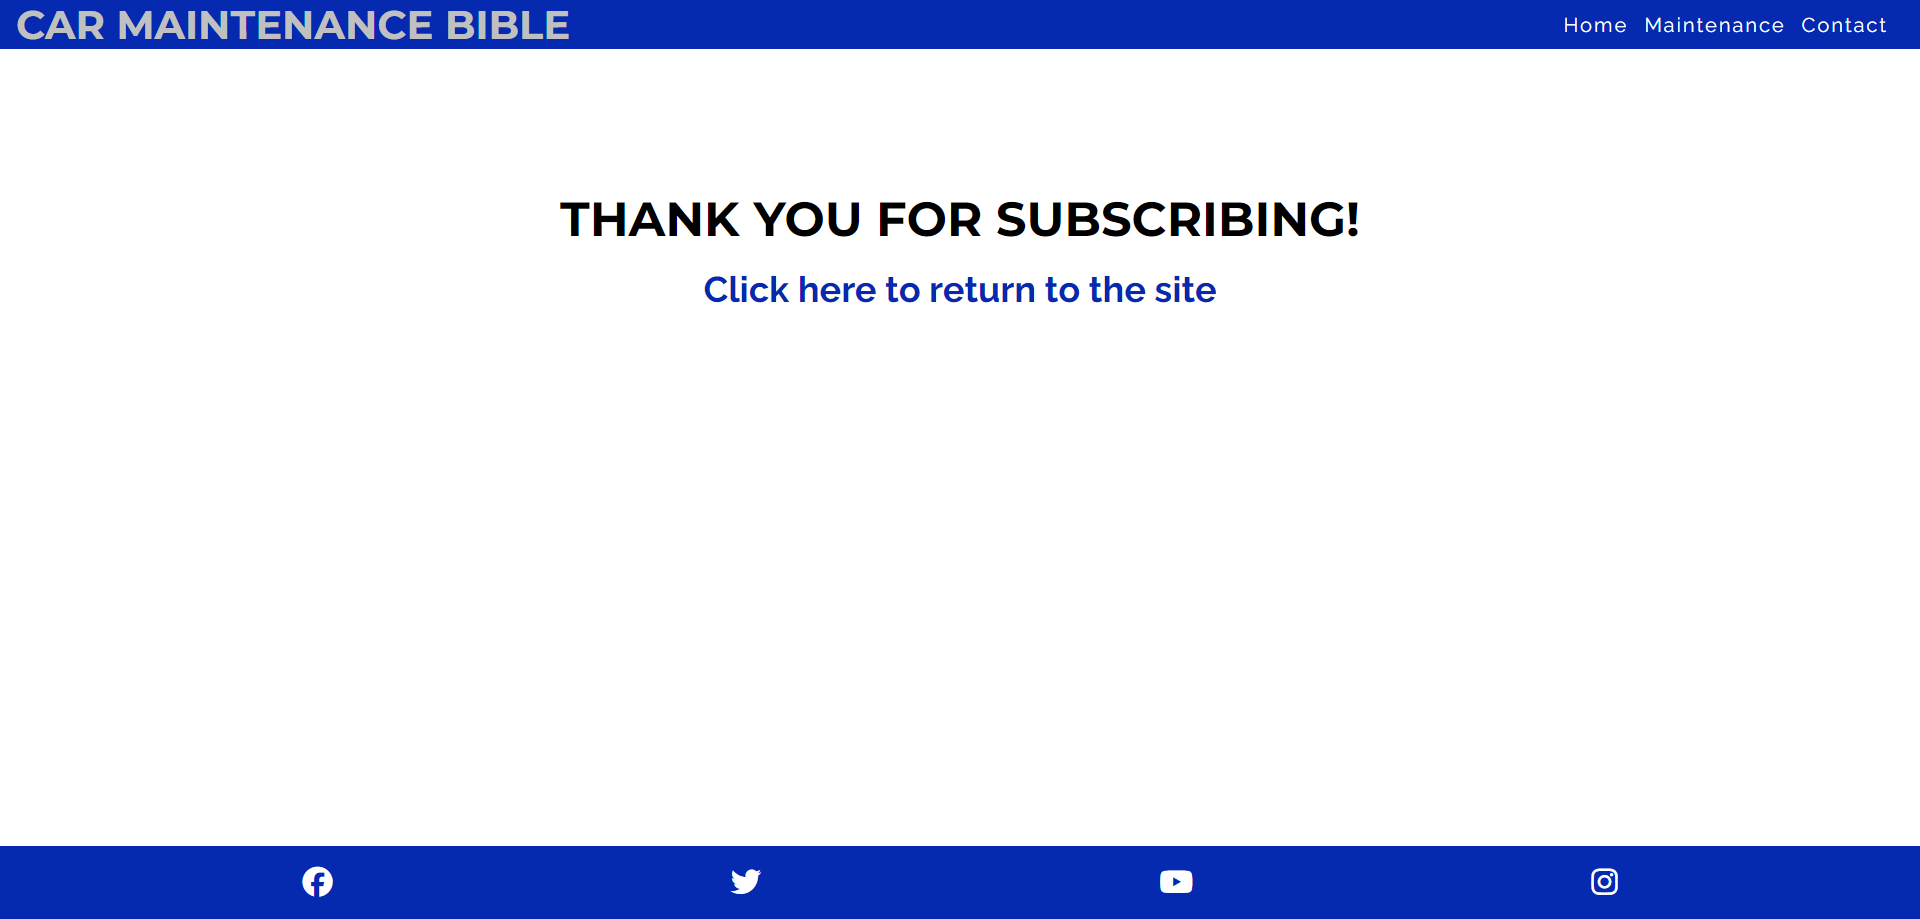 CAR MAINTENANCE BIBLE
Home Maintenance Contact
THANK YOU FOR SUBSCRIBING!
Click here to return to the site